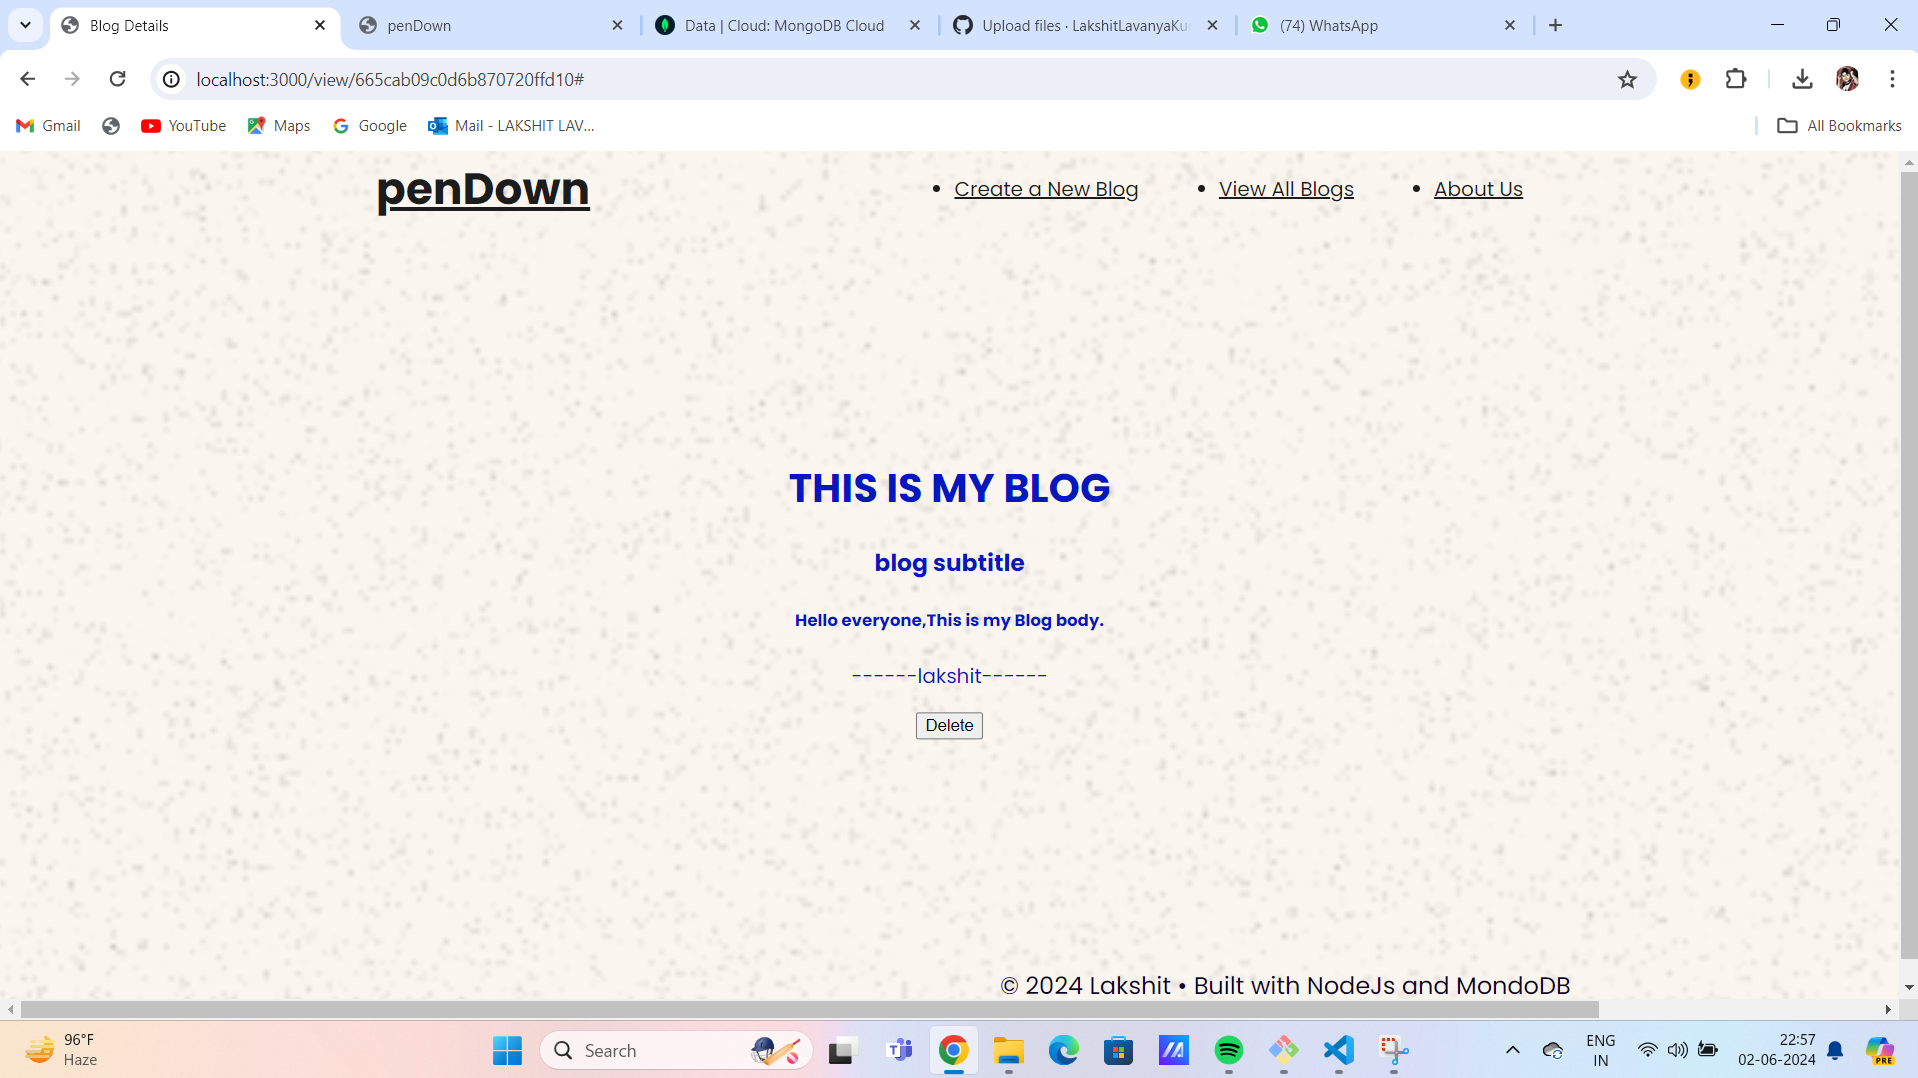 Blog Details
penDown
Data | Cloud: MongoDB Cloud
Upload files · LakshitLavanyaKu
(74) WhatsApp
localhost:3000/view/665cab09c0d6b870720ffd10#
Gmail
YouTube
Maps
Google
Mail - LAKSHIT LAV...
All Bookmarks
penDown
• Create a New Blog
• View All Blogs
• About Us
THIS IS MY BLOG
blog subtitle
Hello everyone,This is my Blog body.
------lakshit------
Delete
© 2024 Lakshit • Built with NodeJs and MondoDB
96°F
Haze
Search
ENG
IN
22:57
02-06-2024
PRE